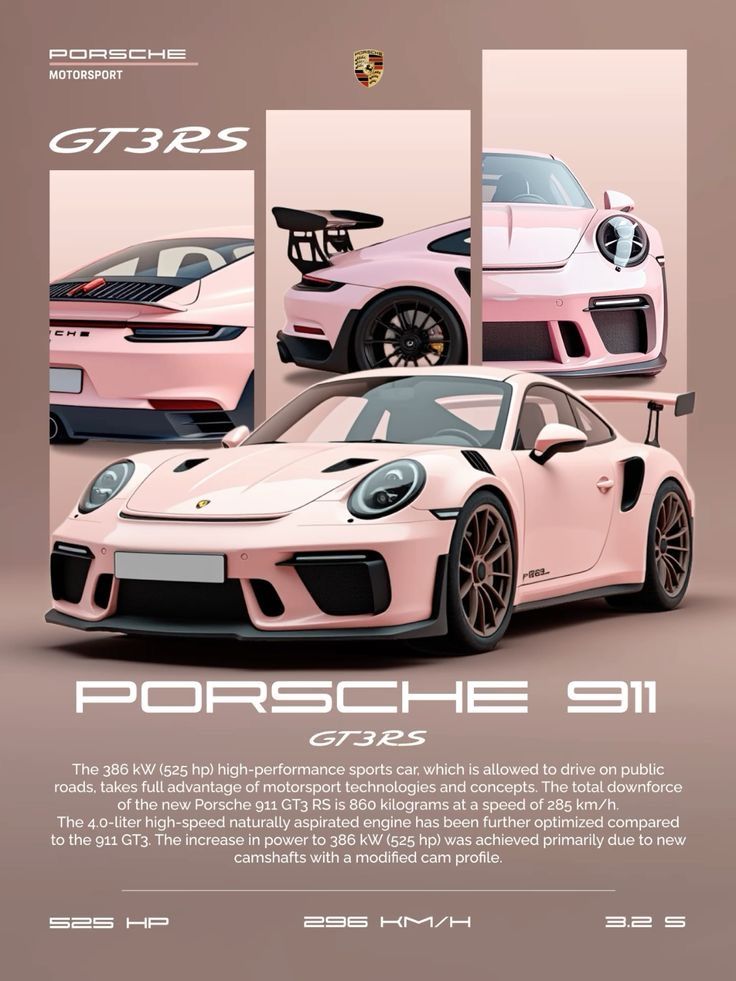 PORSCHE
MOTORSPORT
PORSCHE
GT3RS
PORSCHE 911
GT3RS
The 386 kW (525 hp) high-performance sports car, which is allowed to drive on public
roads, takes full advantage of motorsport technologies and concepts. The total downforce
of the new Porsche 911 GT3 RS is 860 kilograms at a speed of 285 km/h.
The 4.0-liter high-speed naturally aspirated engine has been further optimized compared
to the 911 GT3. The increase in power to 386 kW (525 hp) was achieved primarily due to new
camshafts with a modified cam profile.
525 HP
296 KM/H
3.2 S